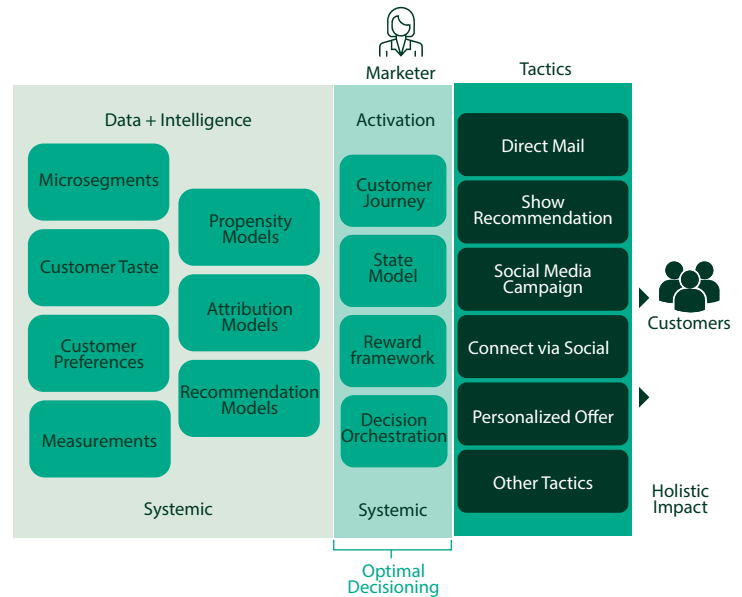 Marketer
Tactics
Data + Intelligence
Microsegments
Customer Taste
Customer
Preferences
Measurements
Propensity
Models
Attribution
Models
Recommendation
Models
Systemic
Activation
Customer
Journey
State
Model
Reward
framework
Decision
Orchestration
Systemic
Optimal
Decisioning
Direct Mail
Show
Recommendation
Social Media
Campaign
Connect via Social
Personalized Offer
Other Tactics
Customers
Holistic
Impact